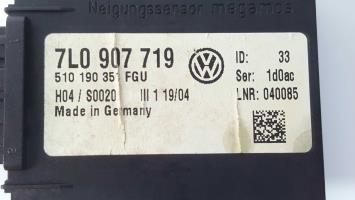 Neigungssensor megamos
7L0 907 719
510 190 351 FGU
H04 / S0020 III 1 19/04
Made in Germany
ID: 33
Ser: 1d0ac
LNR: 040085